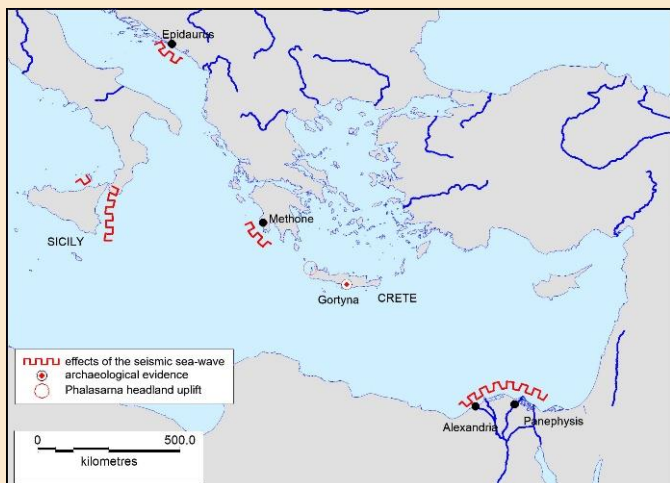 Epidaurus
Methone
SICILY
Gortyna
CRETE
effects of the seismic sea-wave
archaeological evidence
Phalasarna headland uplift
Alexandria
Panephysis
0 500.0
kilometres